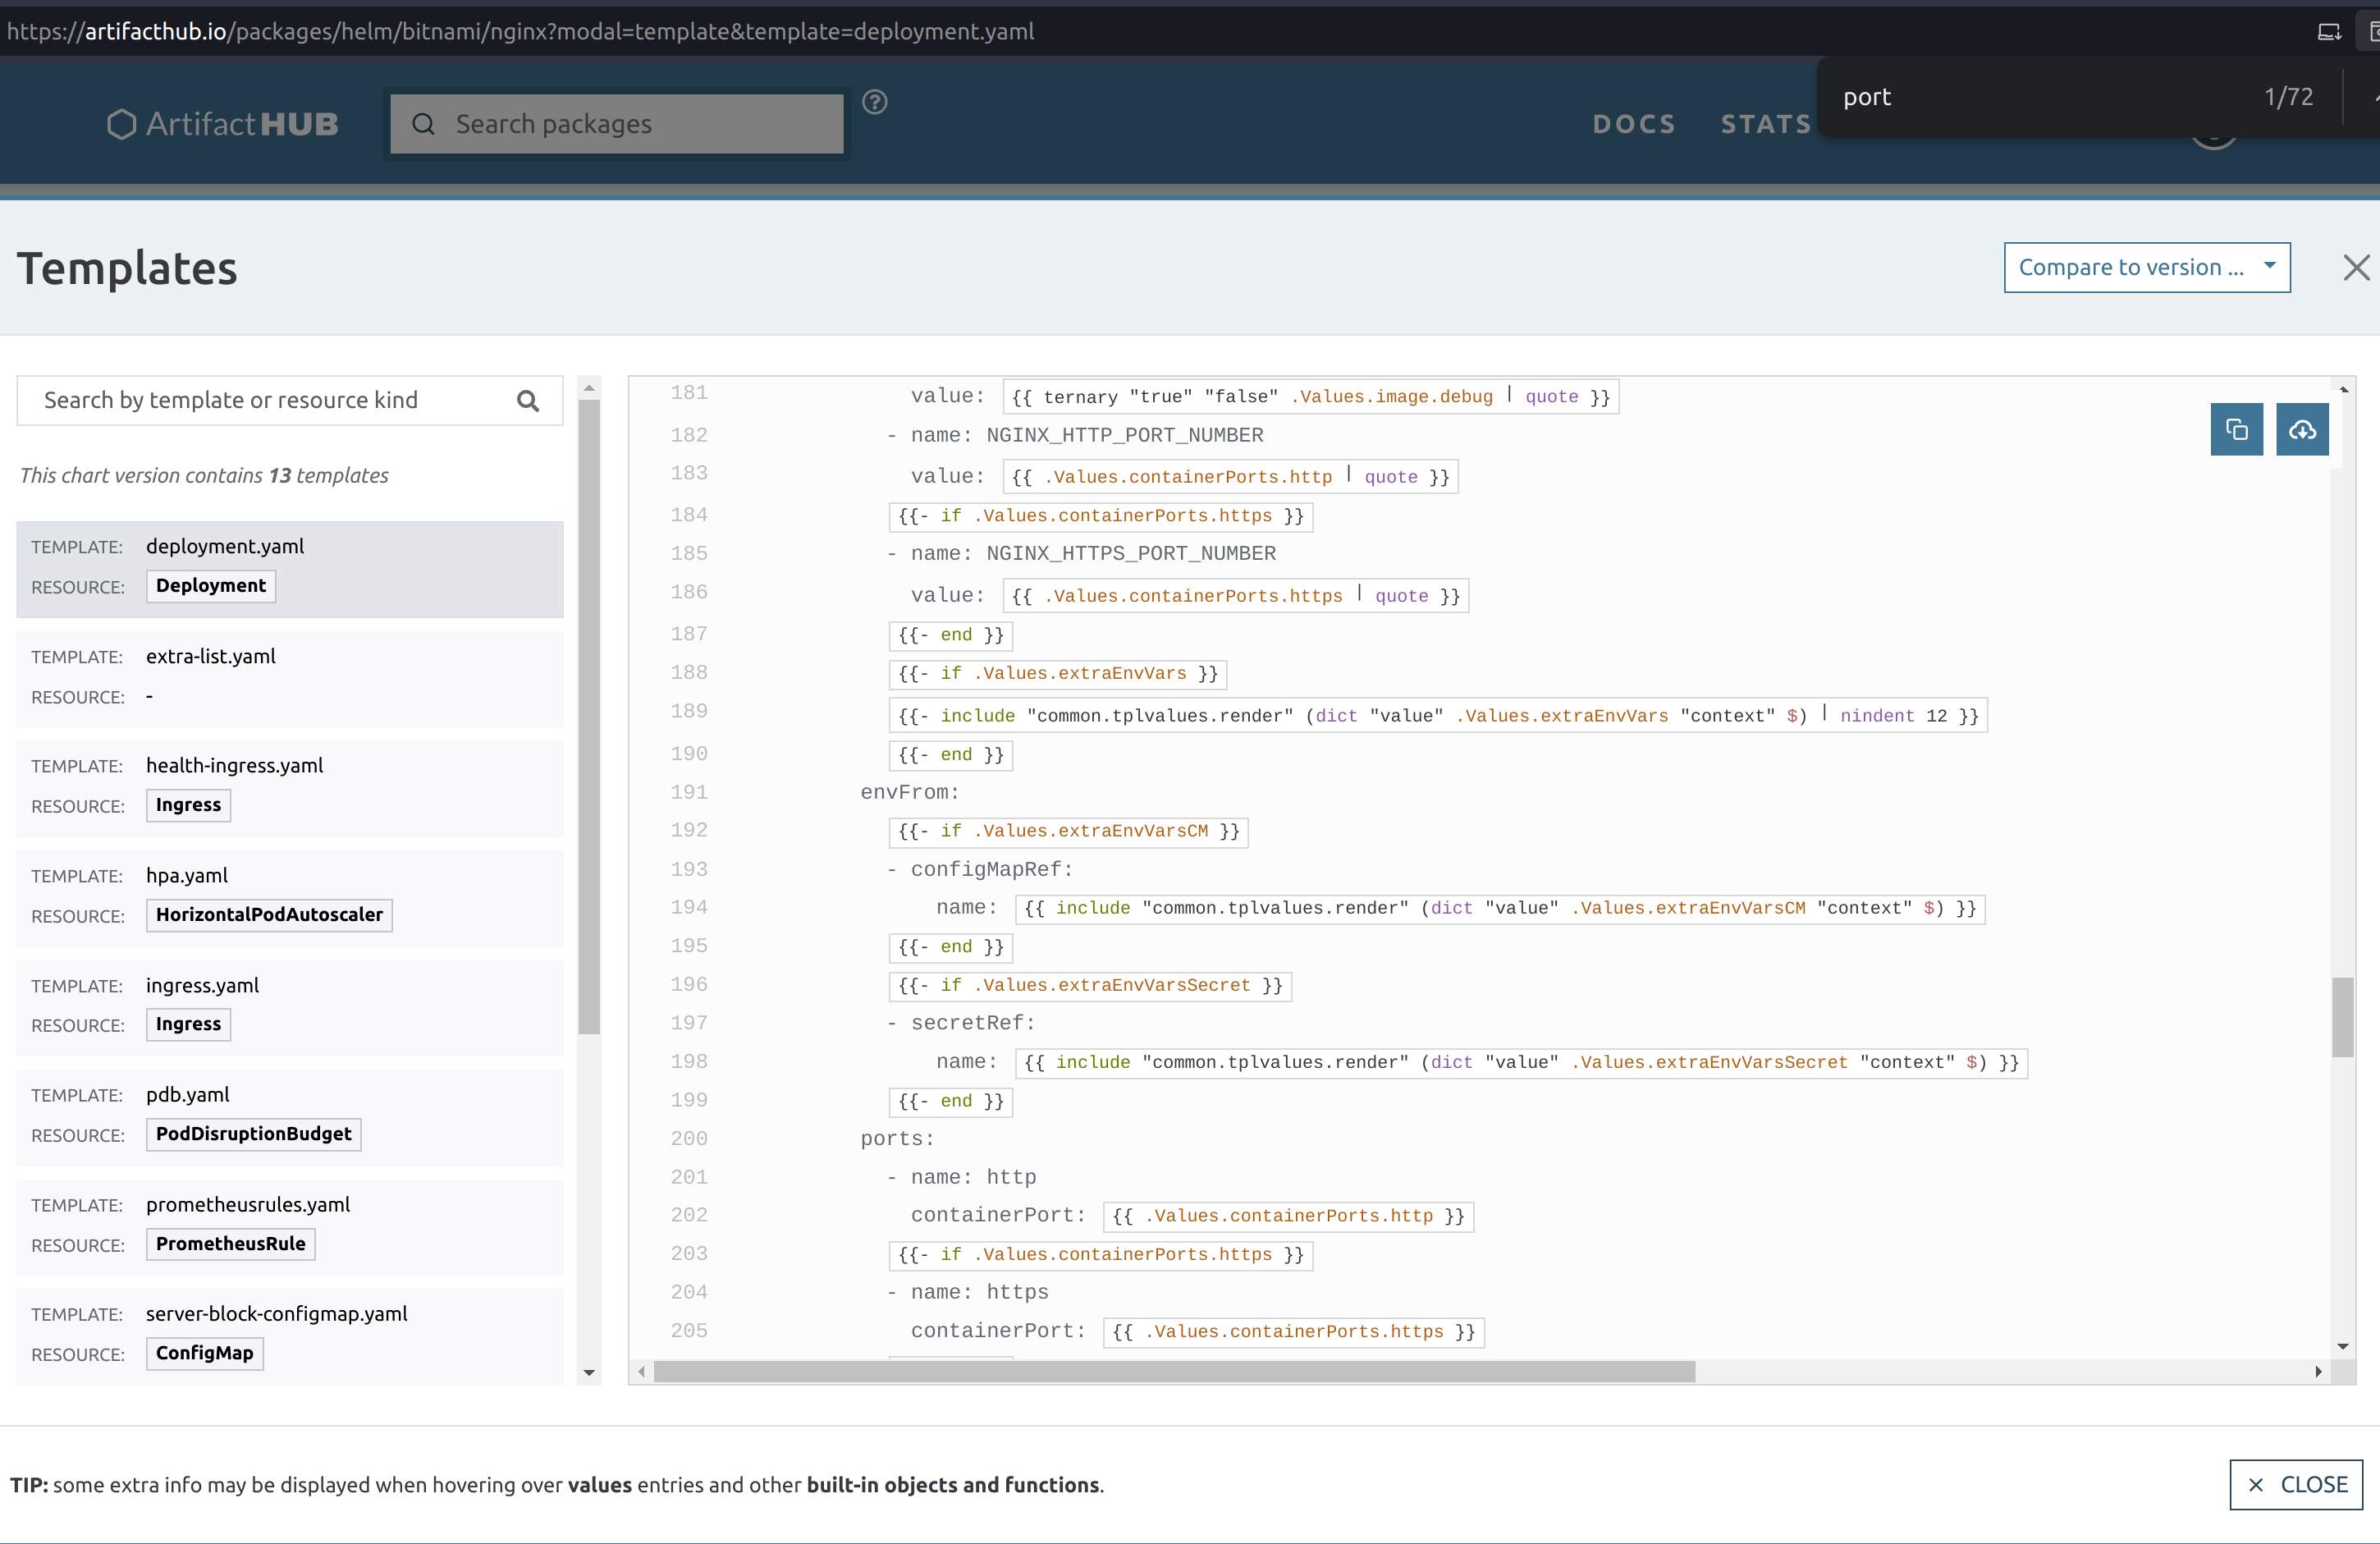 https://artifacthub.io/packages/helm/bitnami/nginx?modal=template&template=deployment.yaml
port 1/72
Artifact HUB
Search packages
?
DOCS STATS
Templates
Compare to version ...
Search by template or resource kind
This chart version contains 13 templates
TEMPLATE: deployment.yaml
RESOURCE: Deployment
TEMPLATE: extra-list.yaml
RESOURCE: -
TEMPLATE: health-ingress.yaml
RESOURCE: Ingress
TEMPLATE: hpa.yaml
RESOURCE: HorizontalPodAutoscaler
TEMPLATE: ingress.yaml
RESOURCE: Ingress
TEMPLATE: pdb.yaml
RESOURCE: PodDisruptionBudget
TEMPLATE: prometheusrules.yaml
RESOURCE: PrometheusRule
TEMPLATE: server-block-configmap.yaml
RESOURCE: ConfigMap
181 value: {{ ternary "true" "false" .Values.image.debug | quote }}
182 - name: NGINX_HTTP_PORT_NUMBER
183 value: {{ .Values.containerPorts.http | quote }}
184 {{- if .Values.containerPorts.https }}
185 - name: NGINX_HTTPS_PORT_NUMBER
186 value: {{ .Values.containerPorts.https | quote }}
187 {{- end }}
188 {{- if .Values.extraEnvVars }}
189 {{- include "common.tplvalues.render" (dict "value" .Values.extraEnvVars "context" $) | nindent 12 }}
190 {{- end }}
191 envFrom:
192 {{- if .Values.extraEnvVarsCM }}
193 - configMapRef:
194 name: {{ include "common.tplvalues.render" (dict "value" .Values.extraEnvVarsCM "context" $) }}
195 {{- end }}
196 {{- if .Values.extraEnvVarsSecret }}
197 - secretRef:
198 name: {{ include "common.tplvalues.render" (dict "value" .Values.extraEnvVarsSecret "context" $) }}
199 {{- end }}
200 ports:
201 - name: http
202 containerPort: {{ .Values.containerPorts.http }}
203 {{- if .Values.containerPorts.https }}
204 - name: https
205 containerPort: {{ .Values.containerPorts.https }}
TIP: some extra info may be displayed when hovering over values entries and other built-in objects and functions.
CLOSE